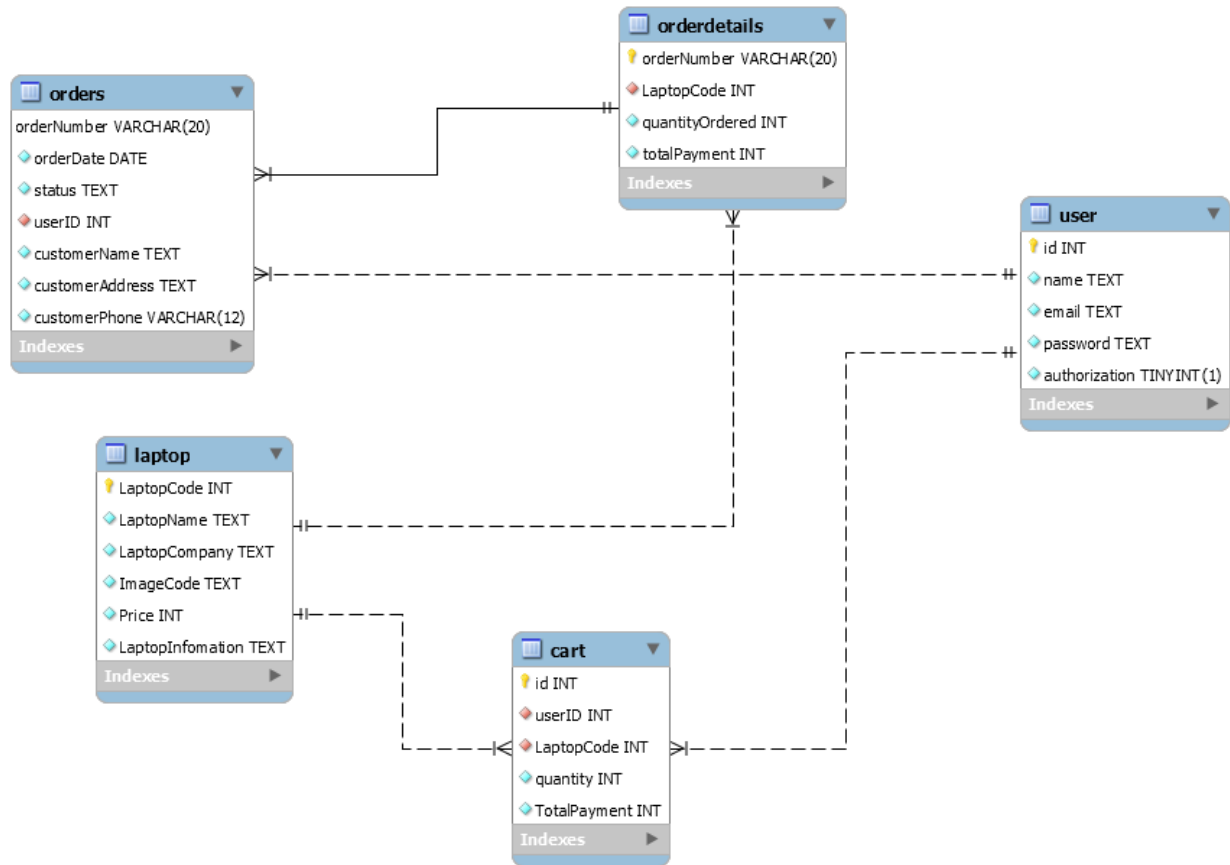 orderdetails
orderNumber VARCHAR(20)
LaptopCode INT
quantityOrdered INT
totalPayment INT
Indexes
orders
orderNumber VARCHAR(20)
orderDate DATE
status TEXT
userID INT
customerName TEXT
customerAddress TEXT
customerPhone VARCHAR(12)
Indexes
user
id INT
name TEXT
email TEXT
password TEXT
authorization TINYINT(1)
Indexes
laptop
LaptopCode INT
LaptopName TEXT
LaptopCompany TEXT
ImageCode TEXT
Price INT
LaptopInfomation TEXT
Indexes
cart
id INT
userID INT
LaptopCode INT
quantity INT
TotalPayment INT
Indexes